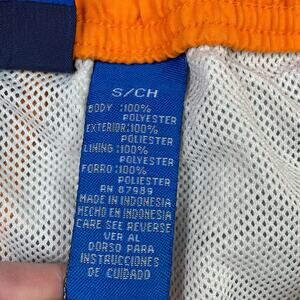 S/CH
BODY :100%
POLYESTER
EXTERIOR:100%
POLIESTER
LINING :100%
POLYESTER
FORRO :100%
POLIESTER
RN 87989
MADE IN INDONESIA
HECHO EN INDONESIA
CARE SEE REVERSE
VER AL
DORSO PARA
INSTRUCCIONES
DE CUIDADO